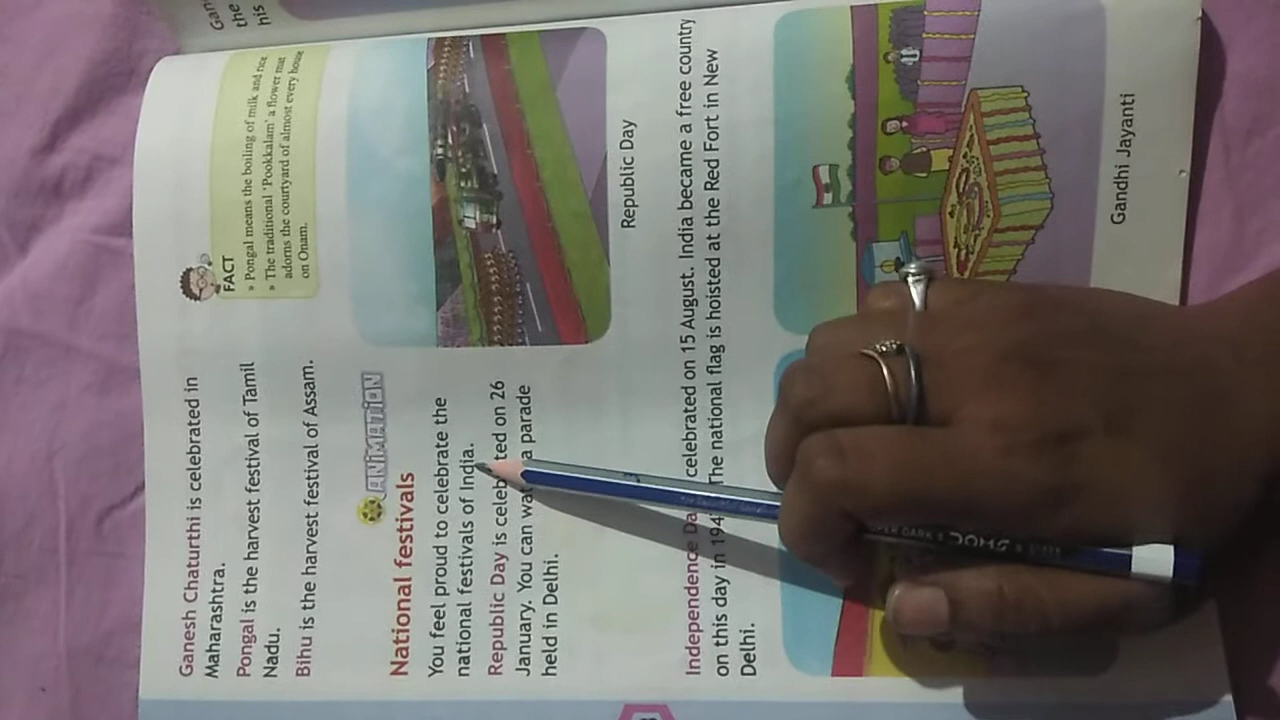 Ganesh Chaturthi is celebrated in
Maharashtra.
Pongal is the harvest festival of Tamil
Nadu.
Bihu is the harvest festival of Assam.
FACT
» Pongal means the boiling of milk and rice
» The traditional 'Pookkalam' a flower mat
adorns the courtyard of almost every house
on Onam.
ANIMATION
National festivals
You feel proud to celebrate the
national festivals of India.
Republic Day is celebrated on 26
January. You can a parade
held in Delhi.
Republic Day
Independence celebrated on 15 August. India became a free country
on this day in The national flag is hoisted at the Red Fort in New
Delhi.
Gandhi Jayanti
the
his
DOMS